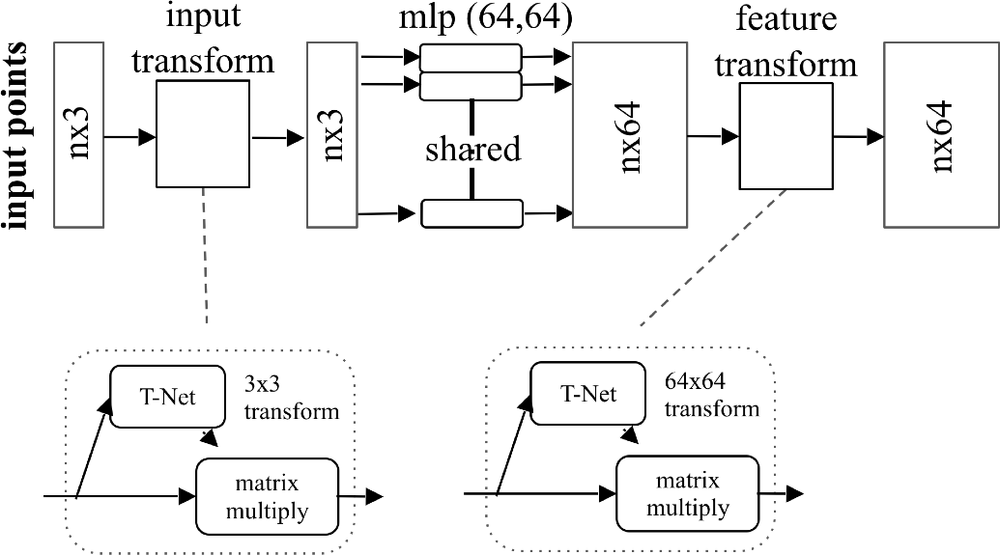 input points
nx3
input
transform
nx3
mlp (64,64)
shared
nx64
feature
transform
nx64
T-Net
3x3
transform
matrix
multiply
T-Net
64x64
transform
matrix
multiply